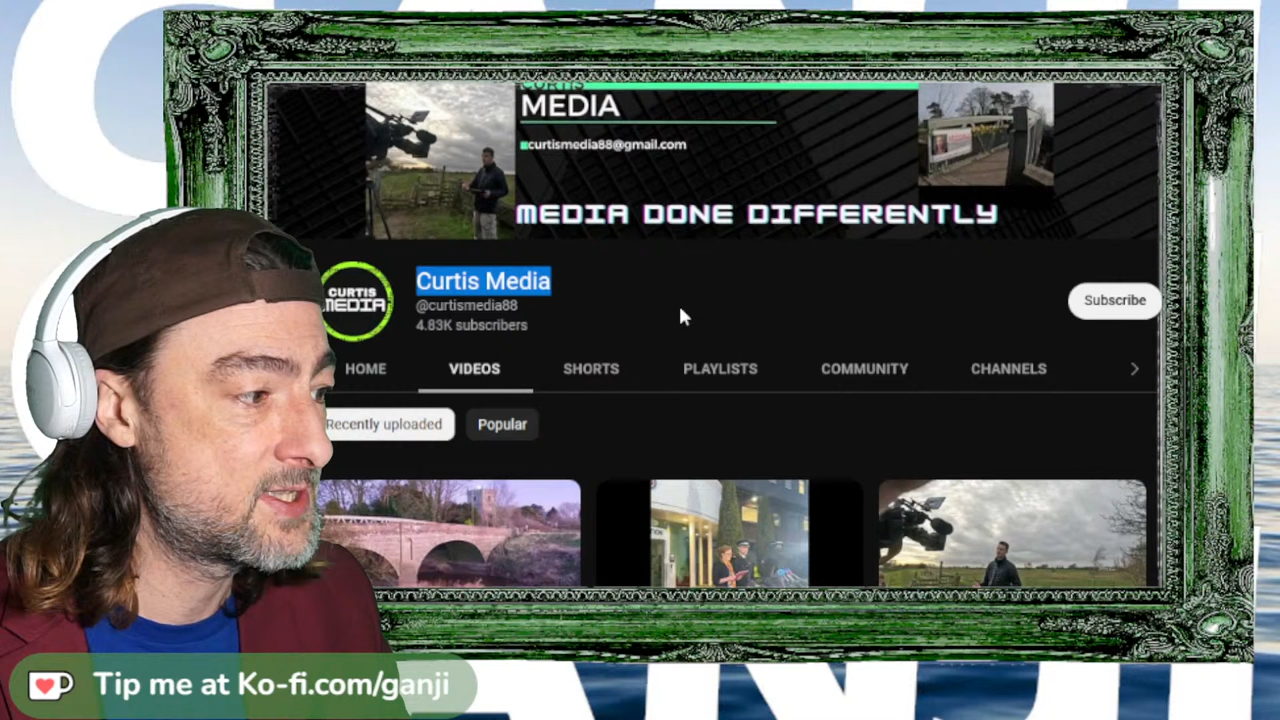 CURTIS
MEDIA
curtismedia88@gmail.com
MEDIA DONE DIFFERENTLY
CURTIS
MEDIA
Curtis Media
@curtismedia88
4.83K subscribers
Subscribe
HOME
VIDEOS
SHORTS
PLAYLISTS
COMMUNITY
CHANNELS
Recently uploaded
Popular
Tip me at Ko-fi.com/ganji